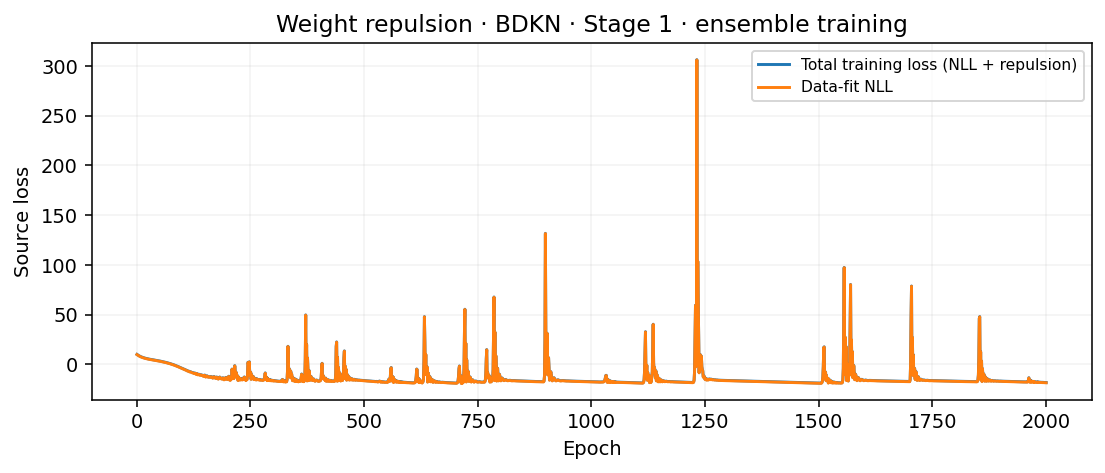 Weight repulsion · BDKN · Stage 1 · ensemble training
Total training loss (NLL + repulsion)
Data-fit NLL
300
250
200
150
100
50
0
Source loss
0 250 500 750 1000 1250 1500 1750 2000
Epoch